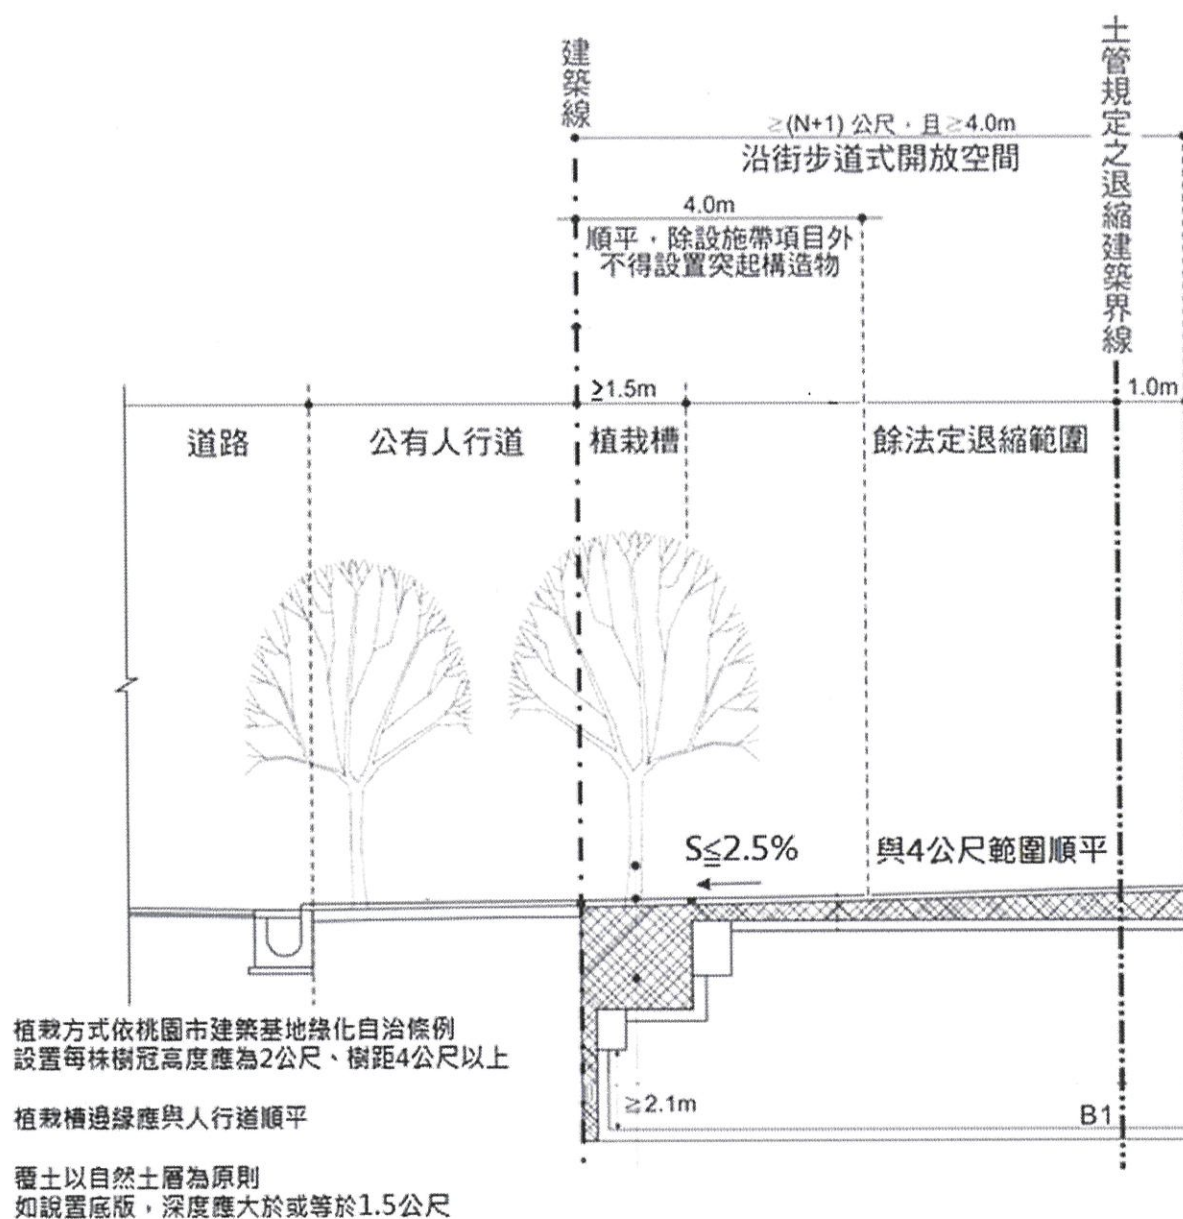 建築線
土管規定之退縮建築界線
≥(N+1) 公尺，且≥4.0m
沿街步道式開放空間
4.0m
順平，除設施帶項目外
不得設置突起構造物
≥1.5m
1.0m
道路
公有人行道
植栽槽
餘法定退縮範圍
S≦2.5%
與4公尺範圍順平
植栽方式依桃園市建築基地綠化自治條例
設置每株樹冠高度應為2公尺、樹距4公尺以上
植栽槽邊緣應與人行道順平
≥2.1m
B1
覆土以自然土層為原則
如設置底版，深度應大於或等於1.5公尺